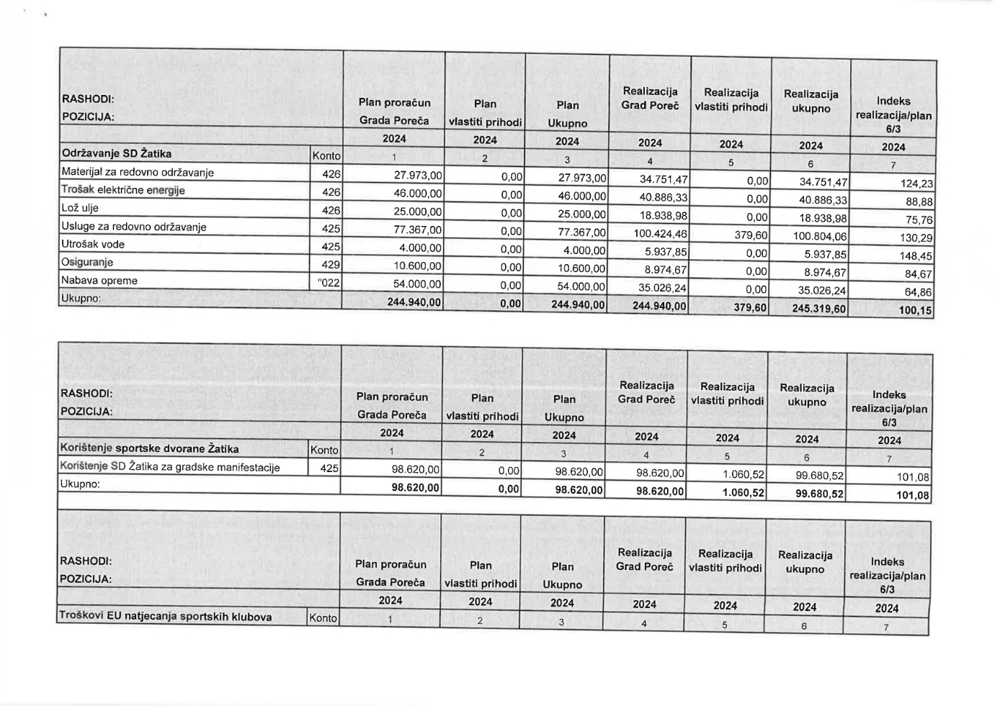 RASHODI:
POZICIJA:
Plan proračun
Grada Poreča
Plan
vlastiti prihodi
Plan
Ukupno
Realizacija
Grad Poreč
Realizacija
vlastiti prihodi
Realizacija
ukupno
Indeks
realizacija/plan
6/3
2024 2024 2024 2024 2024 2024 2024
Održavanje SD Žatika Konto 1 2 3 4 5 6 7
Materijal za redovno održavanje 426 27.973,00 0,00 27.973,00 34.751,47 0,00 34.751,47 124,23
Trošak električne energije 426 46.000,00 0,00 46.000,00 40.886,33 0,00 40.886,33 88,88
Lož ulje 426 25.000,00 0,00 25.000,00 18.938,98 0,00 18.938,98 75,76
Usluge za redovno održavanje 425 77.367,00 0,00 77.367,00 100.424,46 379,60 100.804,06 130,29
Utrošak vode 425 4.000,00 0,00 4.000,00 5.937,85 0,00 5.937,85 148,45
Osiguranje 429 10.600,00 0,00 10.600,00 8.974,67 0,00 8.974,67 84,67
Nabava opreme "022 54.000,00 0,00 54.000,00 35.026,24 0,00 35.026,24 64,86
Ukupno: 244.940,00 0,00 244.940,00 244.940,00 379,60 245.319,60 100,15
RASHODI:
POZICIJA:
Plan proračun
Grada Poreča
Plan
vlastiti prihodi
Plan
Ukupno
Realizacija
Grad Poreč
Realizacija
vlastiti prihodi
Realizacija
ukupno
Indeks
realizacija/plan
6/3
2024 2024 2024 2024 2024 2024 2024
Korištenje sportske dvorane Žatika Konto 1 2 3 4 5 6 7
Korištenje SD Žatika za gradske manifestacije 425 98.620,00 0,00 98.620,00 98.620,00 1.060,52 99.680,52 101,08
Ukupno: 98.620,00 0,00 98.620,00 98.620,00 1.060,52 99.680,52 101,08
RASHODI:
POZICIJA:
Plan proračun
Grada Poreča
Plan
vlastiti prihodi
Plan
Ukupno
Realizacija
Grad Poreč
Realizacija
vlastiti prihodi
Realizacija
ukupno
Indeks
realizacija/plan
6/3
2024 2024 2024 2024 2024 2024 2024
Troškovi EU natjecanja sportskih klubova Konto 1 2 3 4 5 6 7